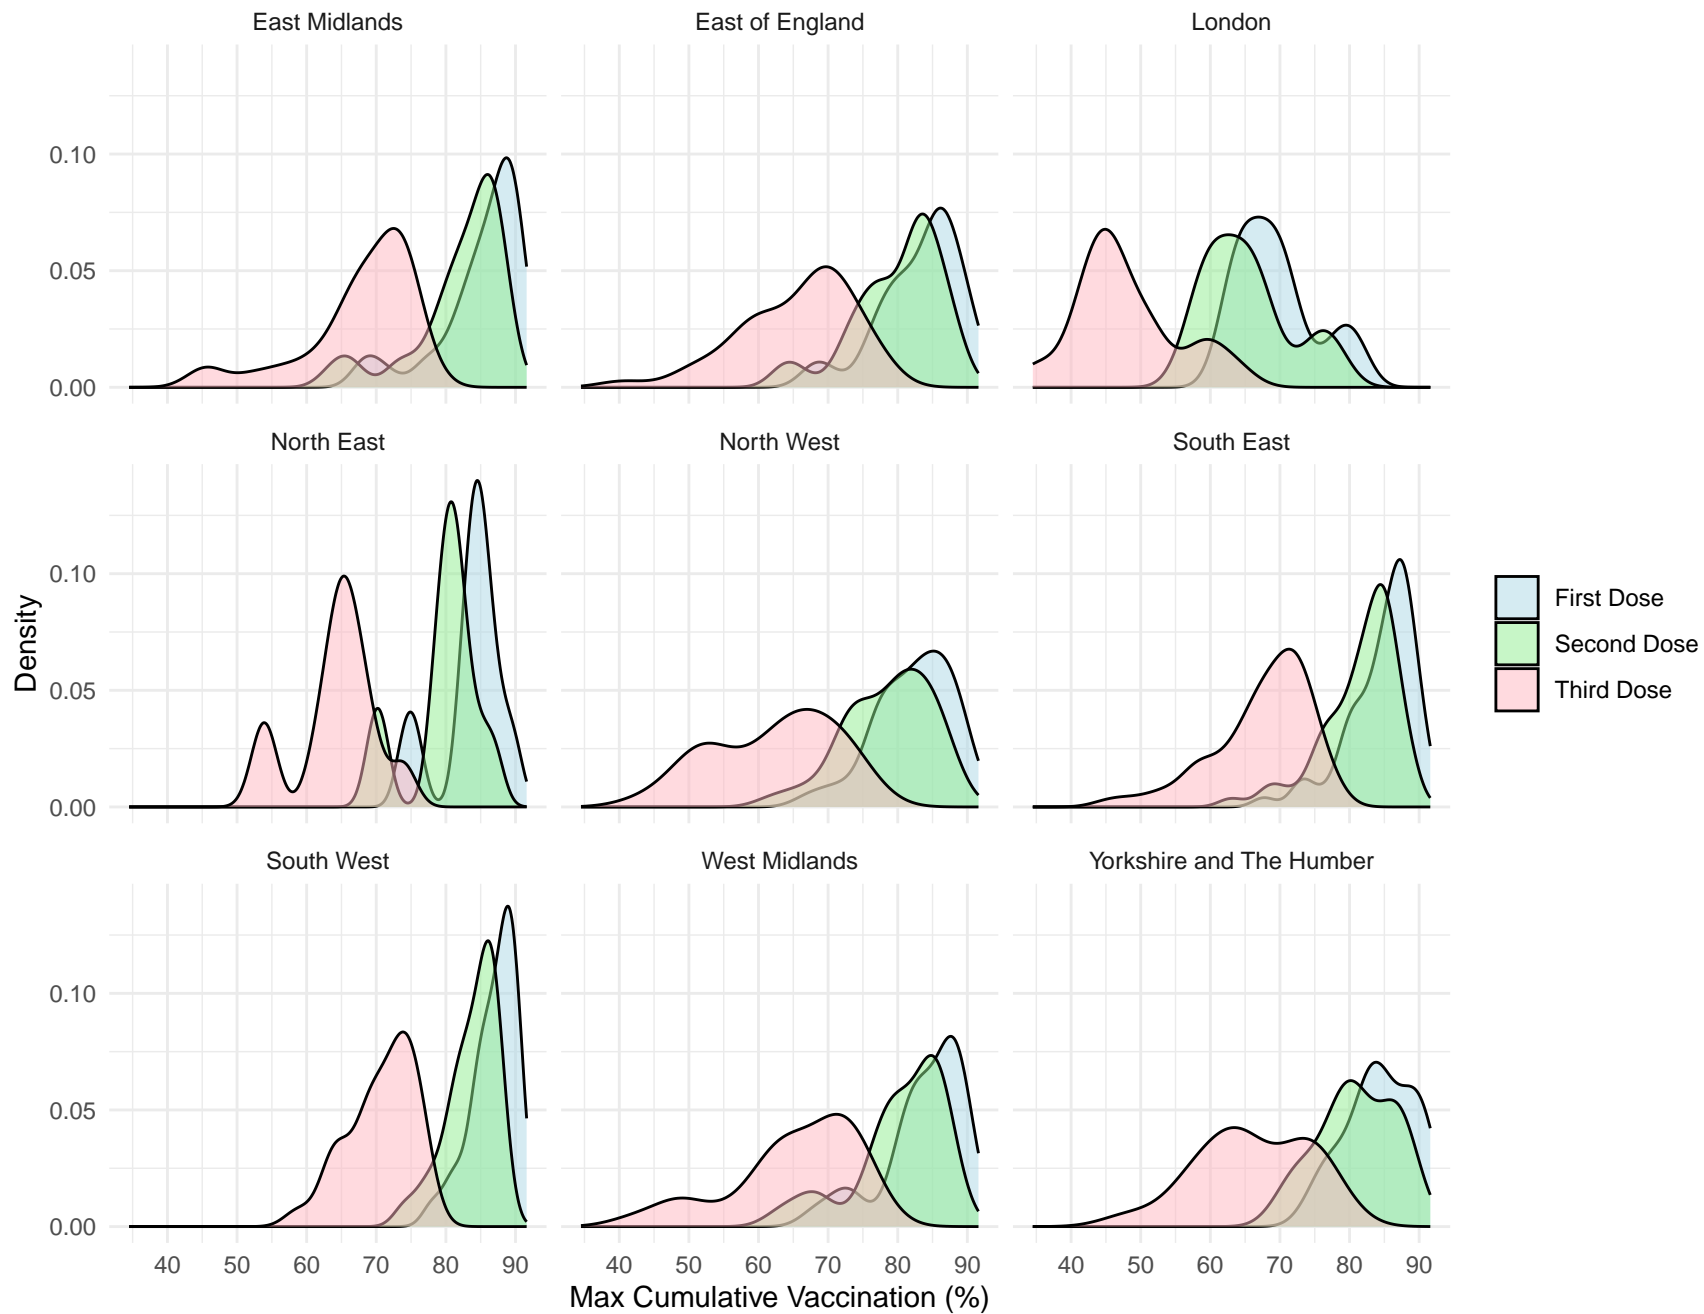 East Midlands East of England London
0.10
0.05
0.00
North East North West South East
0.10
0.05
0.00
South West West Midlands Yorkshire and The Humber
0.10
0.05
0.00
40 50 60 70 80 90 40 50 60 70 80 90 40 50 60 70 80 90
Max Cumulative Vaccination (%)
Density
First Dose
Second Dose
Third Dose